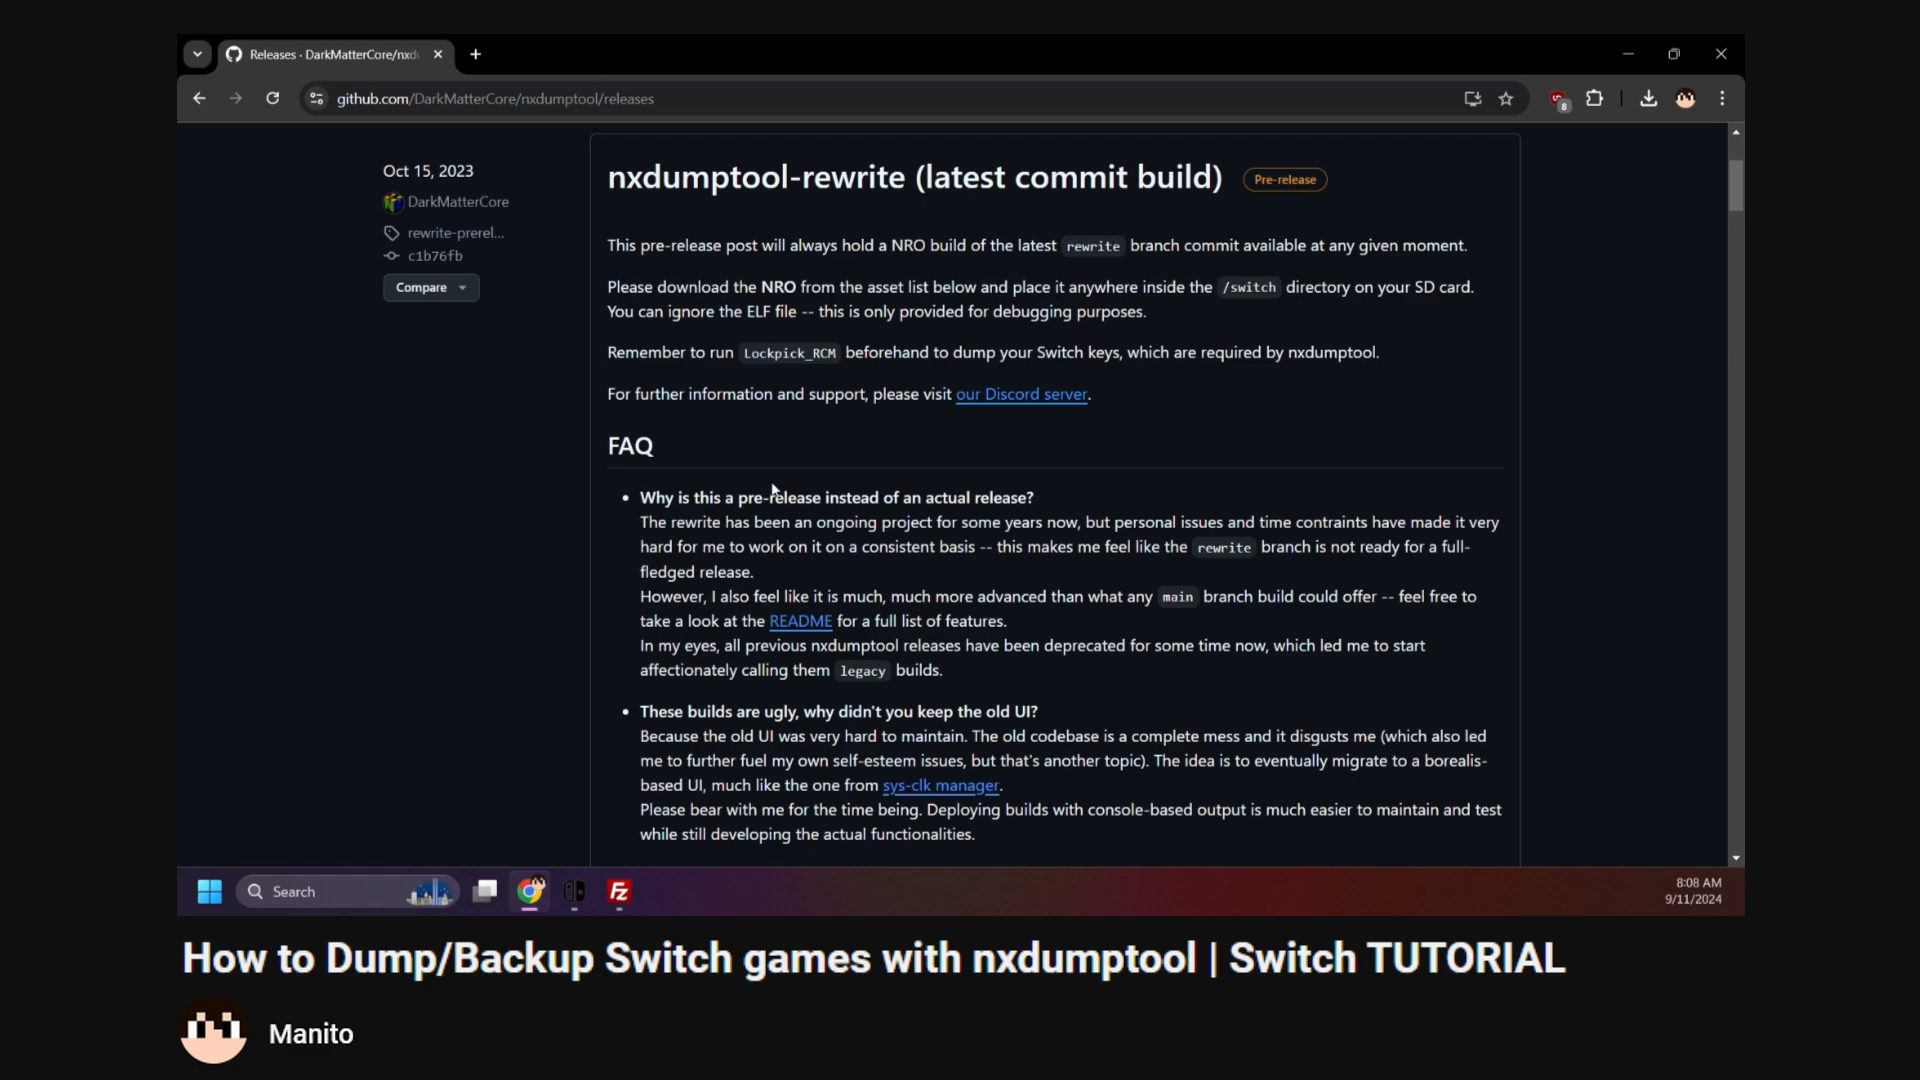 Releases · DarkMatterCore/nxd
github.com/DarkMatterCore/nxdumptool/releases
8
Oct 15, 2023
DarkMatterCore
rewrite-prerel...
c1b76fb
Compare
nxdumptool-rewrite (latest commit build) Pre-release
This pre-release post will always hold a NRO build of the latest rewrite branch commit available at any given moment.
Please download the NRO from the asset list below and place it anywhere inside the /switch directory on your SD card.
You can ignore the ELF file -- this is only provided for debugging purposes.
Remember to run Lockpick_RCM beforehand to dump your Switch keys, which are required by nxdumptool.
For further information and support, please visit our Discord server.
FAQ
• Why is this a pre-release instead of an actual release?
The rewrite has been an ongoing project for some years now, but personal issues and time contraints have made it very
hard for me to work on it on a consistent basis -- this makes me feel like the rewrite branch is not ready for a full-
fledged release.
However, I also feel like it is much, much more advanced than what any main branch build could offer -- feel free to
take a look at the README for a full list of features.
In my eyes, all previous nxdumptool releases have been deprecated for some time now, which led me to start
affectionately calling them legacy builds.
• These builds are ugly, why didn't you keep the old UI?
Because the old UI was very hard to maintain. The old codebase is a complete mess and it disgusts me (which also led
me to further fuel my own self-esteem issues, but that's another topic). The idea is to eventually migrate to a borealis-
based UI, much like the one from sys-clk manager.
Please bear with me for the time being. Deploying builds with console-based output is much easier to maintain and test
while still developing the actual functionalities.
Search
Fz
8:08 AM
9/11/2024
How to Dump/Backup Switch games with nxdumptool | Switch TUTORIAL
Manito